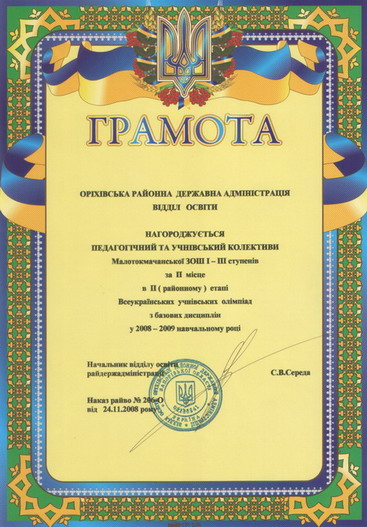 ГРАМОТА
ОРІХІВСЬКА РАЙОННА ДЕРЖАВНА АДМІНІСТРАЦІЯ
ВІДДІЛ ОСВІТИ
НАГОРОДЖУЄТЬСЯ
ПЕДАГОГІЧНИЙ ТА УЧНІВСЬКИЙ КОЛЕКТИВИ
Малотокмачанської ЗОШ І – ІІІ ступенів
за ІІ місце
в ІІ ( районному ) етапі
Всеукраїнських учнівських олімпіад
з базових дисциплін
у 2008 – 2009 навчальному році
Начальник відділу освіти
райдержадміністрації
С.В.Середа
Наказ райво № 206-О
від 24.11.2008 року
УКРАЇНА